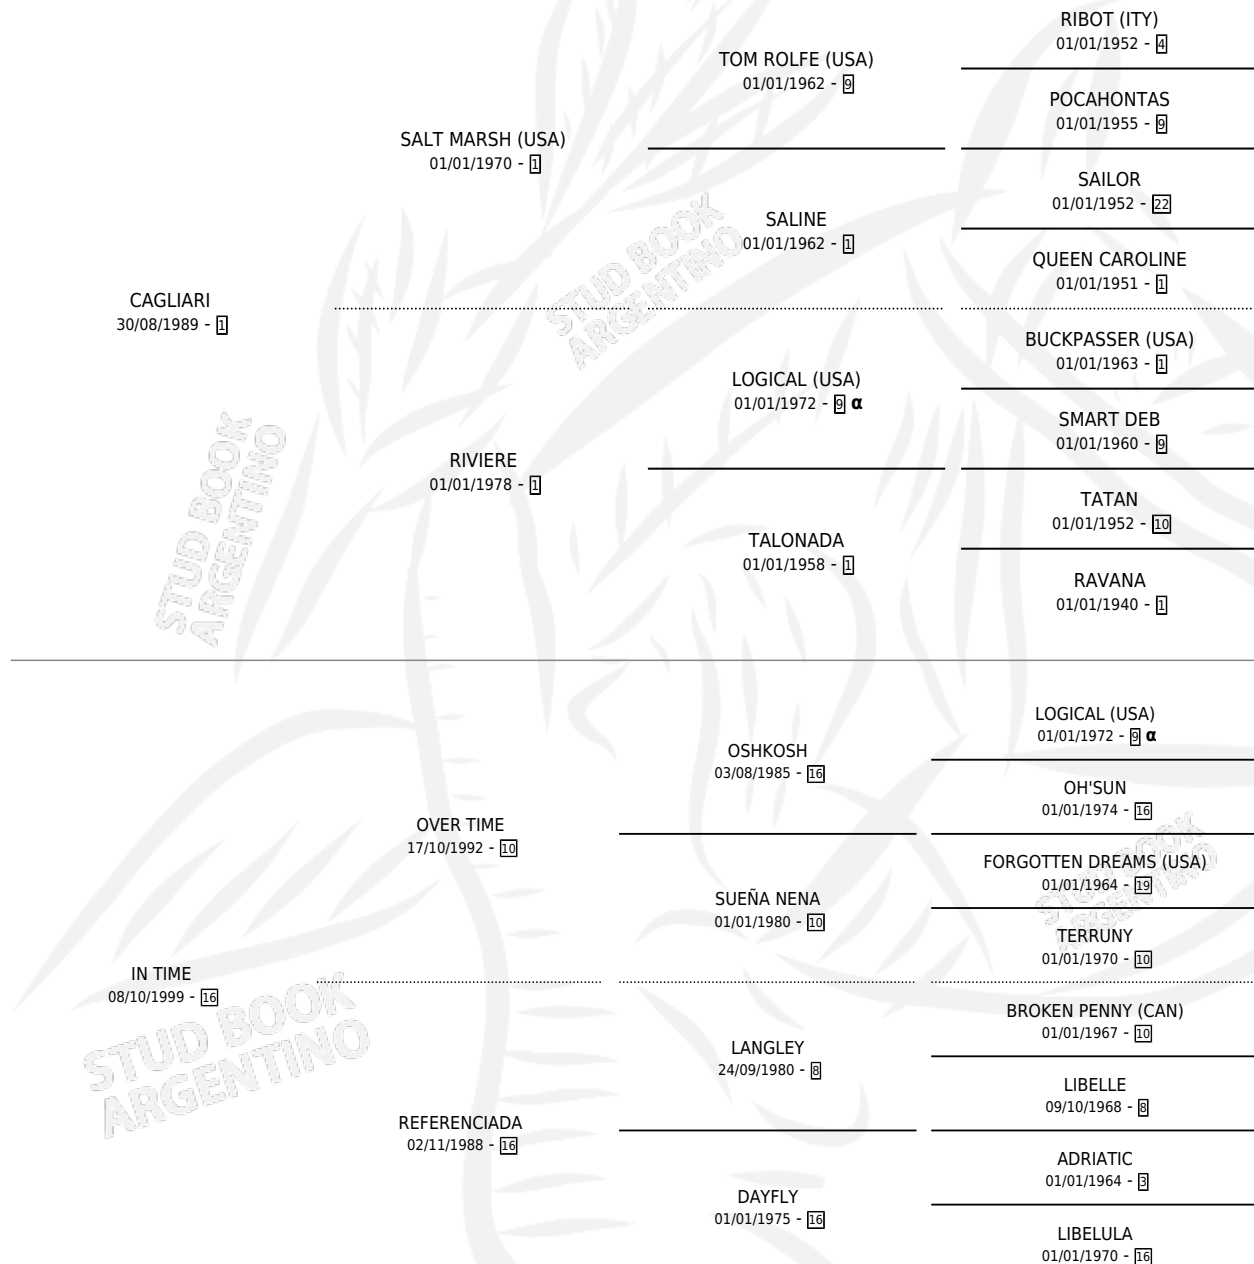 RIBOT (ITY)
01/01/1952 - 4
TOM ROLFE (USA)
01/01/1962 - 9
POCAHONTAS
01/01/1955 - 9
SALT MARSH (USA)
01/01/1970 - 1
SAILOR
01/01/1952 - 22
SALINE
01/01/1962 - 1
QUEEN CAROLINE
01/01/1951 - 1
CAGLIARI
30/08/1989 - 1
BUCKPASSER (USA)
01/01/1963 - 1
LOGICAL (USA)
01/01/1972 - 9 α
SMART DEB
01/01/1960 - 9
RIVIERE
01/01/1978 - 1
TATAN
01/01/1952 - 10
TALONADA
01/01/1958 - 1
RAVANA
01/01/1940 - 1
LOGICAL (USA)
01/01/1972 - 9 α
OSHKOSH
03/08/1985 - 16
OH'SUN
01/01/1974 - 16
OVER TIME
17/10/1992 - 10
FORGOTTEN DREAMS (USA)
01/01/1964 - 19
SUEÑA NENA
01/01/1980 - 10
TERRUNY
01/01/1970 - 10
IN TIME
08/10/1999 - 16
BROKEN PENNY (CAN)
01/01/1967 - 10
LANGLEY
24/09/1980 - 8
LIBELLE
09/10/1968 - 8
REFERENCIADA
02/11/1988 - 16
ADRIATIC
01/01/1964 - 3
DAYFLY
01/01/1975 - 16
LIBELULA
01/01/1970 - 16
STUD BOOK
ARGENTINO
STUD BOOK
ARGENTINO
STUD BOOK
ARGENTINO
STUD BOOK
ARGENTINO